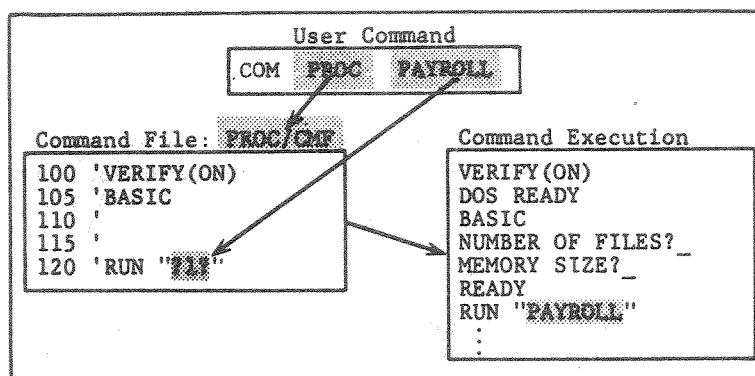 User Command
COM PROC PAYROLL
Command File: PROC/CMF
100 'VERIFY(ON)
105 'BASIC
110 '
115 '
120 'RUN "?1?"
Command Execution
VERIFY(ON)
DOS READY
BASIC
NUMBER OF FILES?_
MEMORY SIZE?_
READY
RUN "PAYROLL"
: